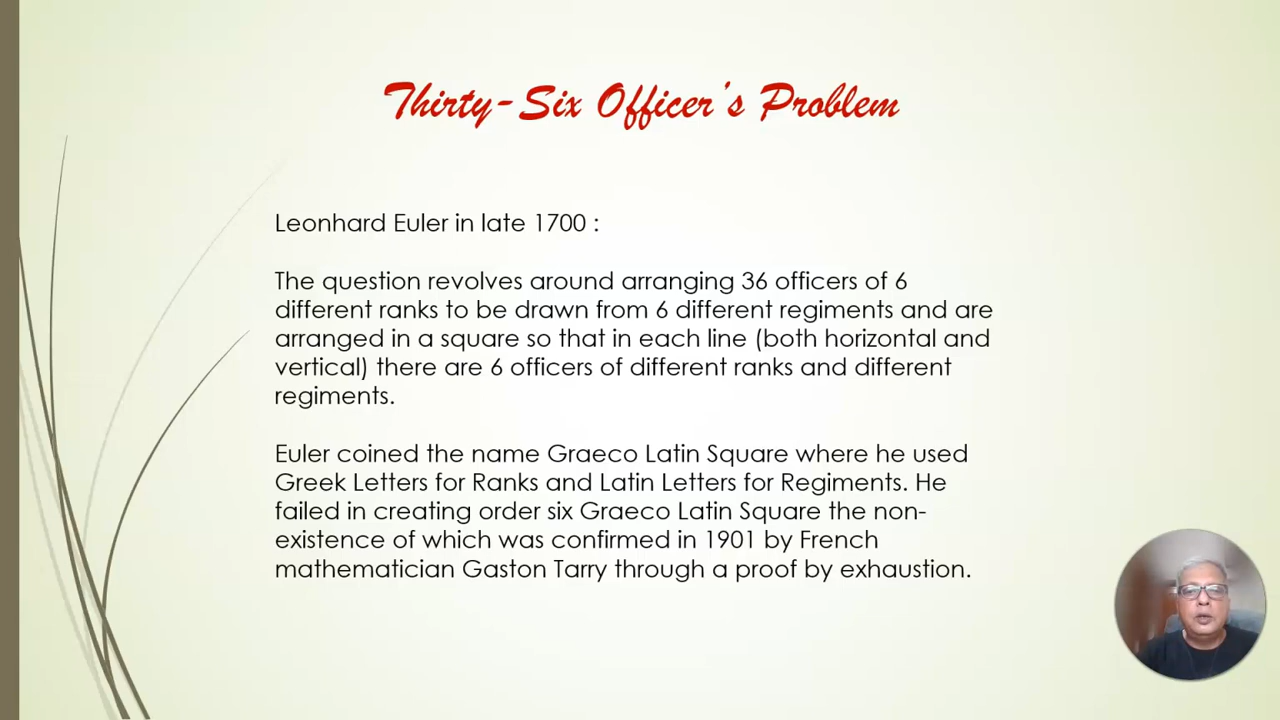 Thirty-Six Officer's Problem
Leonhard Euler in late 1700 :
The question revolves around arranging 36 officers of 6
different ranks to be drawn from 6 different regiments and are
arranged in a square so that in each line (both horizontal and
vertical) there are 6 officers of different ranks and different
regiments.
Euler coined the name Graeco Latin Square where he used
Greek Letters for Ranks and Latin Letters for Regiments. He
failed in creating order six Graeco Latin Square the non-
existence of which was confirmed in 1901 by French
mathematician Gaston Tarry through a proof by exhaustion.